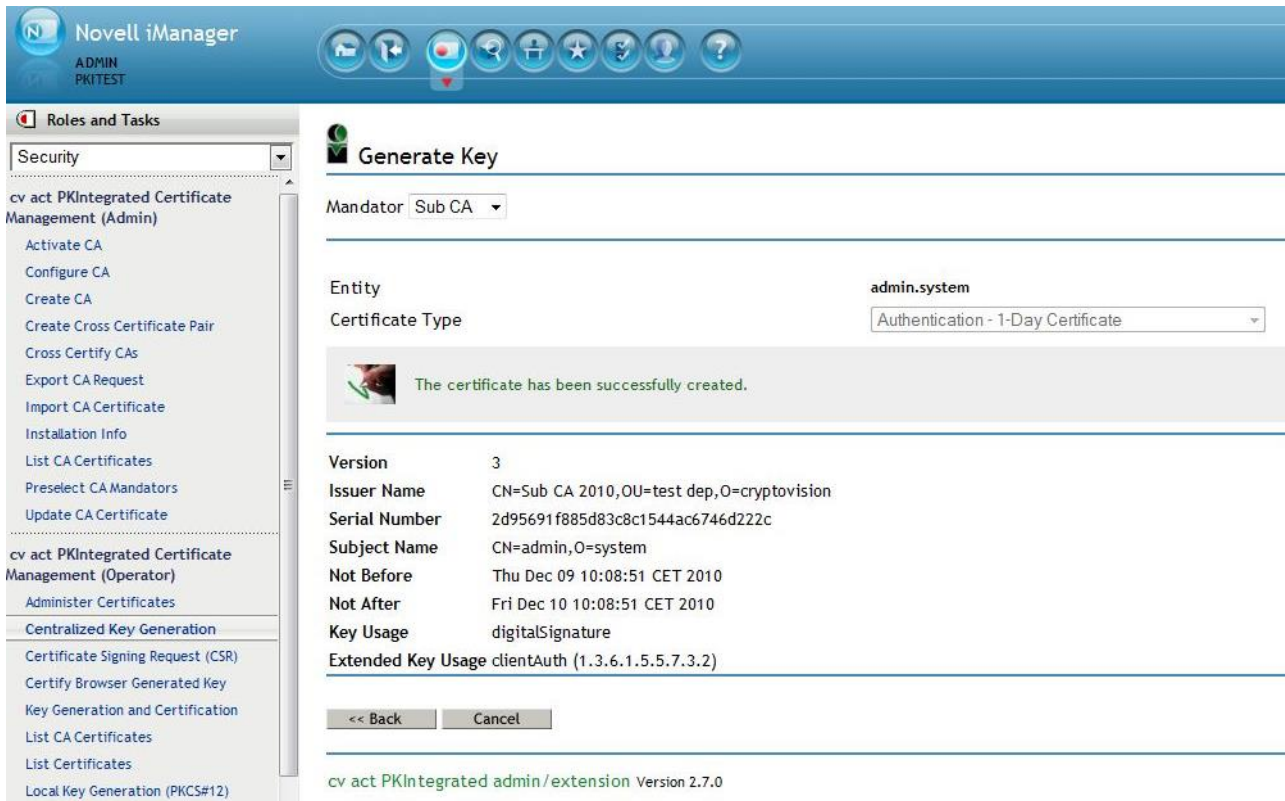 Novell iManager
ADMIN
PKITEST
Roles and Tasks
Security
cv act PKIntegrated Certificate
Management (Admin)
Activate CA
Configure CA
Create CA
Create Cross Certificate Pair
Cross Certify CAs
Export CA Request
Import CA Certificate
Installation Info
List CA Certificates
Preselect CA Mandators
Update CA Certificate
cv act PKIntegrated Certificate
Management (Operator)
Administer Certificates
Centralized Key Generation
Certificate Signing Request (CSR)
Certify Browser Generated Key
Key Generation and Certification
List CA Certificates
List Certificates
Local Key Generation (PKCS#12)
Generate Key
Mandator Sub CA
Entity admin.system
Certificate Type Authentication - 1-Day Certificate
The certificate has been successfully created.
Version 3
Issuer Name CN=Sub CA 2010,OU=test dep,O=cryptovision
Serial Number 2d95691f885d83c8c1544ac6746d222c
Subject Name CN=admin,O=system
Not Before Thu Dec 09 10:08:51 CET 2010
Not After Fri Dec 10 10:08:51 CET 2010
Key Usage digitalSignature
Extended Key Usage clientAuth (1.3.6.1.5.5.7.3.2)
<< Back Cancel
cv act PKIntegrated admin/extension Version 2.7.0